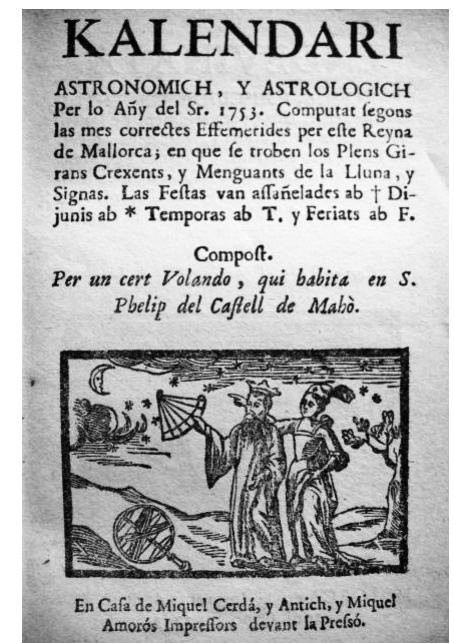 KALENDARI
ASTRONOMICH, Y ASTROLOGICH
Per lo Añy del Sr. 1753. Computat ſegons
las mes correctes Effemerides per eſte Reyna
de Mallorca; en que ſe troben los Plens Gi-
rans Crexents, y Menguants de la Lluna, y
Signas. Las Feſtas van aſſañelades ab † Di-
junis ab * Temporas ab T. y Feriats ab F.
Compoſt.
Per un cert Volando, qui habita en S.
Phelip del Caſtell de Mahò.
En Caſa de Miquel Cerdá, y Antich, y Miquel
Amorós Impreſſors devant la Preſſó.